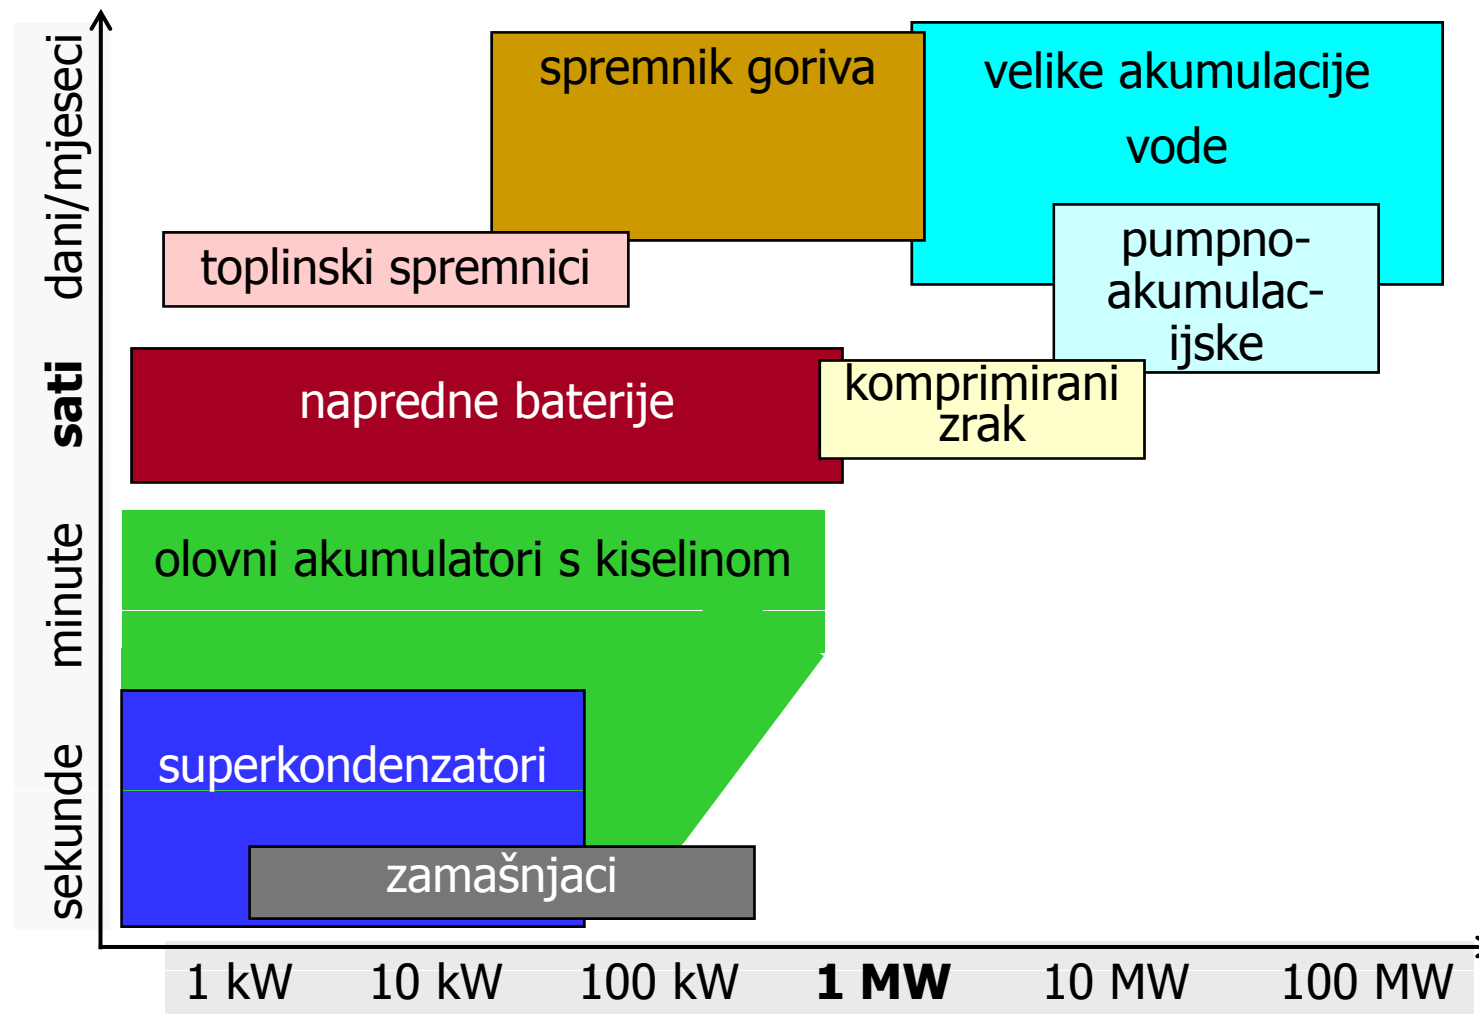 dani/mjeseci
sati
minute
sekunde
spremnik goriva
velike akumulacije
vode
toplinski spremnici
pumpno-
akumulac-
ijske
napredne baterije
komprimirani
zrak
olovni akumulatori s kiselinom
superkondenzatori
zamašnjaci
1 kW 10 kW 100 kW 1 MW 10 MW 100 MW